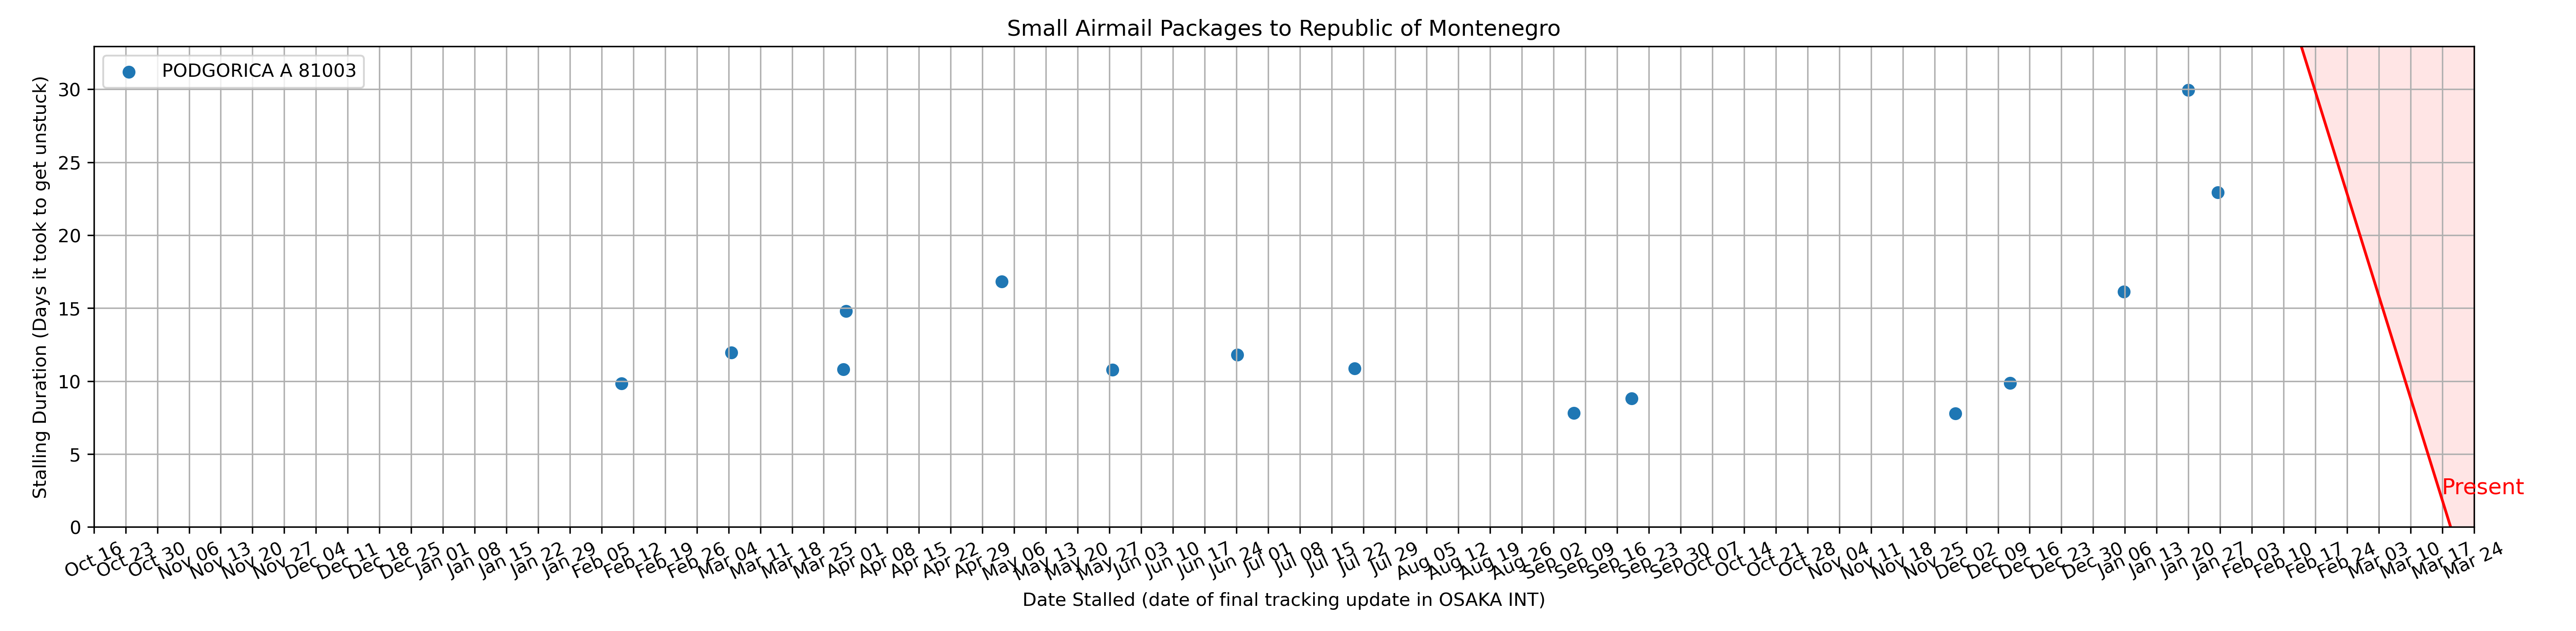 Small Airmail Packages to Republic of Montenegro
PODGORICA A 81003
Stalling Duration (Days it took to get unstuck)
30
25
20
15
10
5
0
Present
Oct 16 Oct 23 Oct 30 Nov 06 Nov 13 Nov 20 Nov 27 Dec 04 Dec 11 Dec 18 Dec 25 Jan 01 Jan 08 Jan 15 Jan 22 Jan 29 Feb 05 Feb 12 Feb 19 Feb 26 Mar 04 Mar 11 Mar 18 Mar 25 Apr 01 Apr 08 Apr 15 Apr 22 Apr 29 May 06 May 13 May 20 May 27 Jun 03 Jun 10 Jun 17 Jun 24 Jul 01 Jul 08 Jul 15 Jul 22 Jul 29 Aug 05 Aug 12 Aug 19 Aug 26 Sep 02 Sep 09 Sep 16 Sep 23 Sep 30 Oct 07 Oct 14 Oct 21 Oct 28 Nov 04 Nov 11 Nov 18 Nov 25 Dec 02 Dec 09 Dec 16 Dec 23 Dec 30 Jan 06 Jan 13 Jan 20 Jan 27 Feb 03 Feb 10 Feb 17 Feb 24 Mar 03 Mar 10 Mar 17 Mar 24
Date Stalled (date of final tracking update in OSAKA INT)